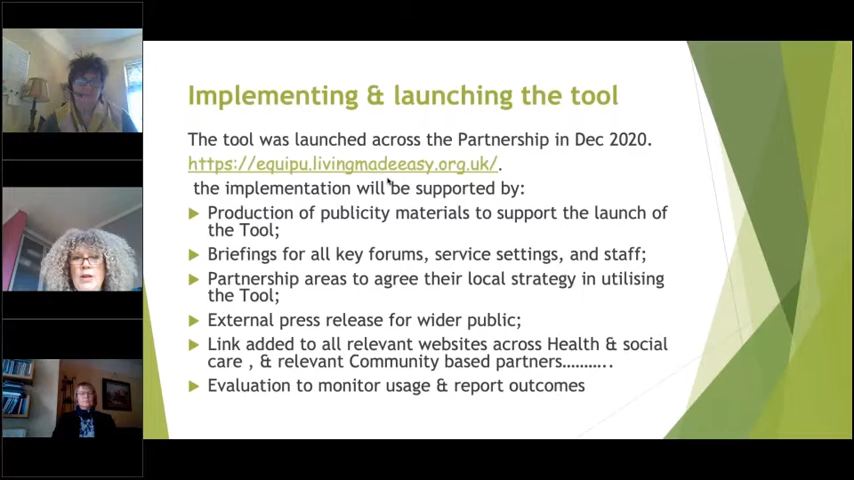 Implementing & launching the tool
The tool was launched across the Partnership in Dec 2020.
https://equipu.livingmadeeasy.org.uk/.
the implementation will be supported by:
Production of publicity materials to support the launch of
the Tool;
Briefings for all key forums, service settings, and staff;
Partnership areas to agree their local strategy in utilising
the Tool;
External press release for wider public;
Link added to all relevant websites across Health & social
care , & relevant Community based partners………..
Evaluation to monitor usage & report outcomes